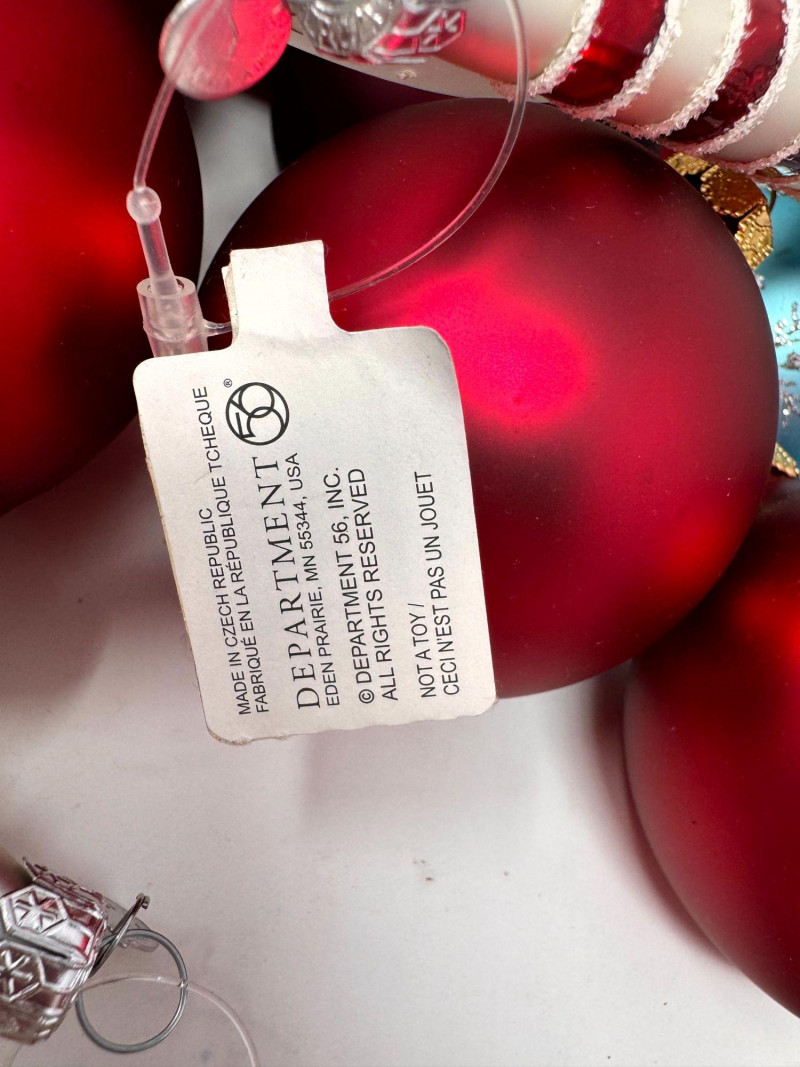 MADE IN CZECH REPUBLIC
FABRIQUÉ EN LA RÉPUBLIQUE TCHEQUE
DEPARTMENT 56®
EDEN PRAIRIE, MN 55344, USA
© DEPARTMENT 56, INC.
ALL RIGHTS RESERVED
NOT A TOY /
CECI N'EST PAS UN JOUET